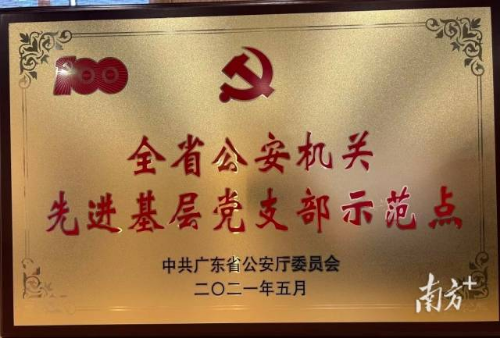 100
全省公安机关
先进基层党支部示范点
中共广东省公安厅委员会
二〇二一年五月
南方+